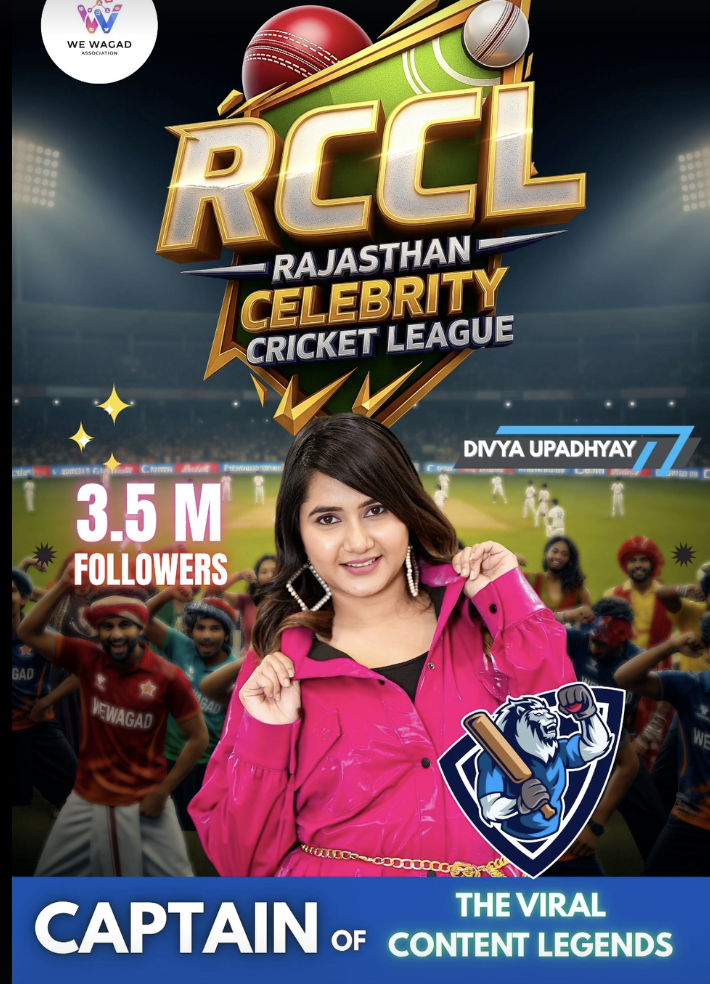 WE WAGAD
ASSOCIATION
RCCL
RAJASTHAN
CELEBRITY
CRICKET LEAGUE
DIVYA UPADHYAY
3.5 M
FOLLOWERS
WEWAGAD
CAPTAIN OF THE VIRAL
CONTENT LEGENDS